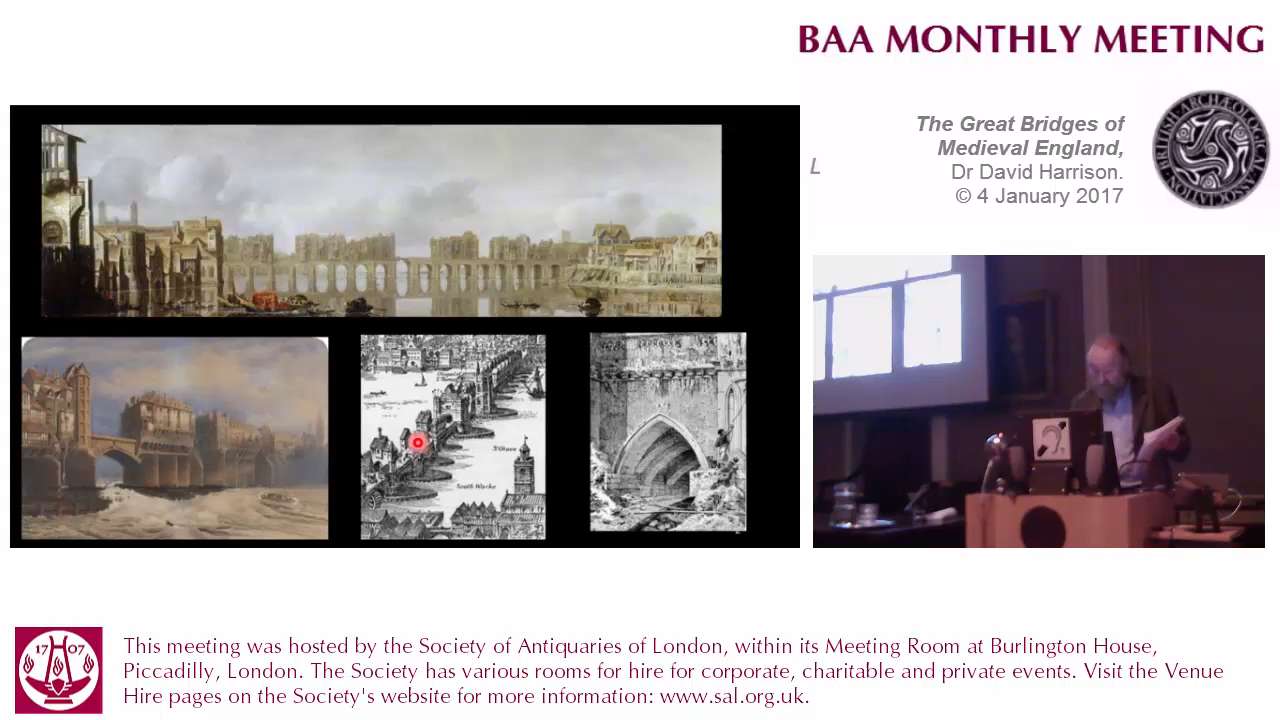 BAA MONTHLY MEETING
The Great Bridges of
Medieval England,
L
Dr David Harrison.
© 4 January 2017
BRITISH · ARCHÆOLOGICAL · ASSOCIATION
South Warke
1707
This meeting was hosted by the Society of Antiquaries of London, within its Meeting Room at Burlington House,
Piccadilly, London. The Society has various rooms for hire for corporate, charitable and private events. Visit the Venue
Hire pages on the Society's website for more information: www.sal.org.uk.